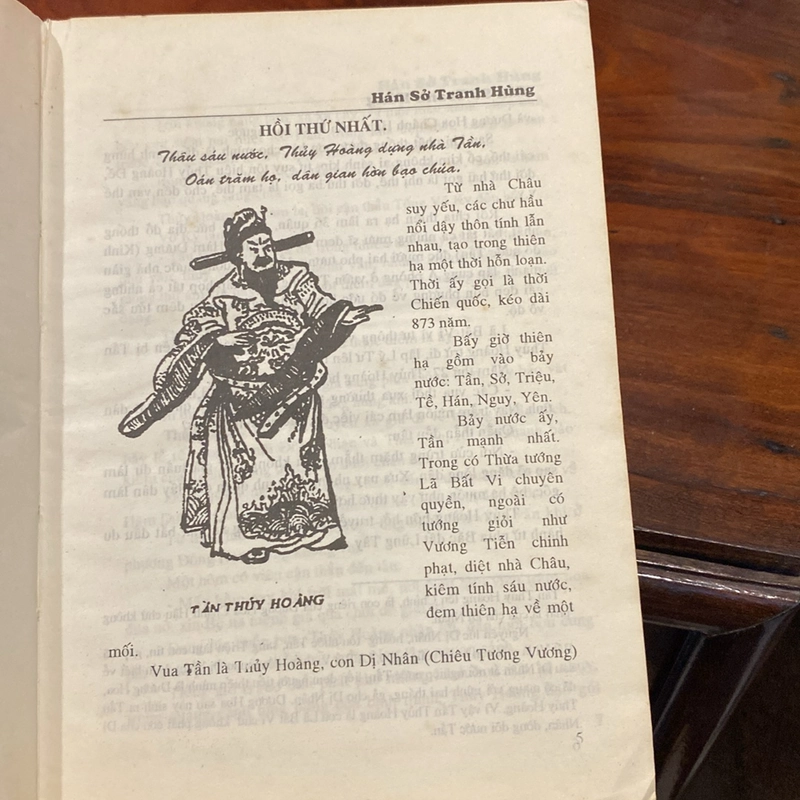 Hán Sở Tranh Hùng
HỒI THỨ NHẤT.
Thâu sáu nước, Thủy Hoàng dựng nhà Tần,
Oán trăm họ, dân gian hờn bạo chúa.
Từ nhà Châu
suy yếu, các chư hầu
nổi dậy thôn tính lẫn
nhau, tạo trong thiên
hạ một thời hỗn loạn.
Thời ấy gọi là thời
Chiến quốc, kéo dài
873 năm.
Bấy giờ thiên
hạ gồm vào bảy
nước: Tần, Sở, Triệu,
Tề, Hán, Nguy, Yên.
Bảy nước ấy,
Tần mạnh nhất.
Trong có Thừa tướng
Lã Bất Vi chuyên
quyền, ngoài có
tướng giỏi như
Vương Tiễn chinh
phạt, diệt nhà Châu,
kiêm tính sáu nước,
đem thiên hạ về một
TẦN THỦY HOÀNG
mối.
Vua Tần là Thủy Hoàng, con Dị Nhân (Chiêu Tương Vương)
5